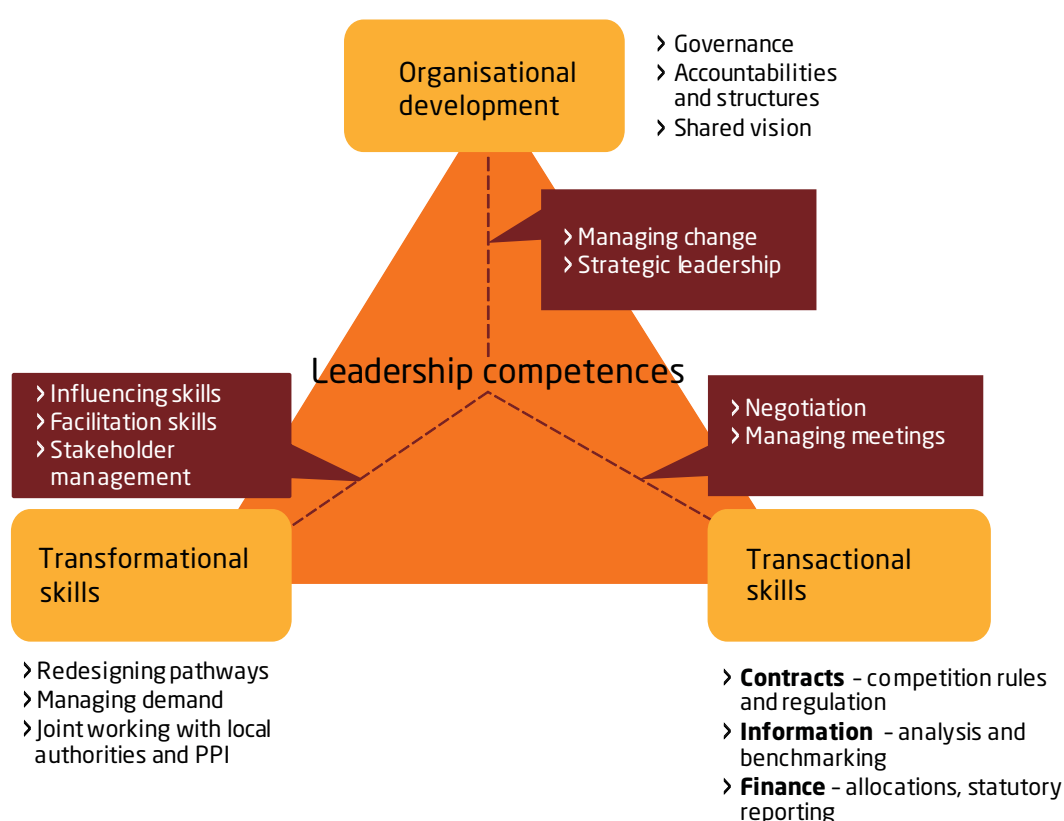 Organisational
development
› Governance
› Accountabilities
and structures
› Shared vision
› Managing change
› Strategic leadership
Leadership competences
› Influencing skills
› Facilitation skills
› Stakeholder
management
› Negotiation
› Managing meetings
Transformational
skills
Transactional
skills
› Redesigning pathways
› Managing demand
› Joint working with local
authorities and PPI
› Contracts – competition rules
and regulation
› Information – analysis and
benchmarking
› Finance – allocations, statutory
reporting